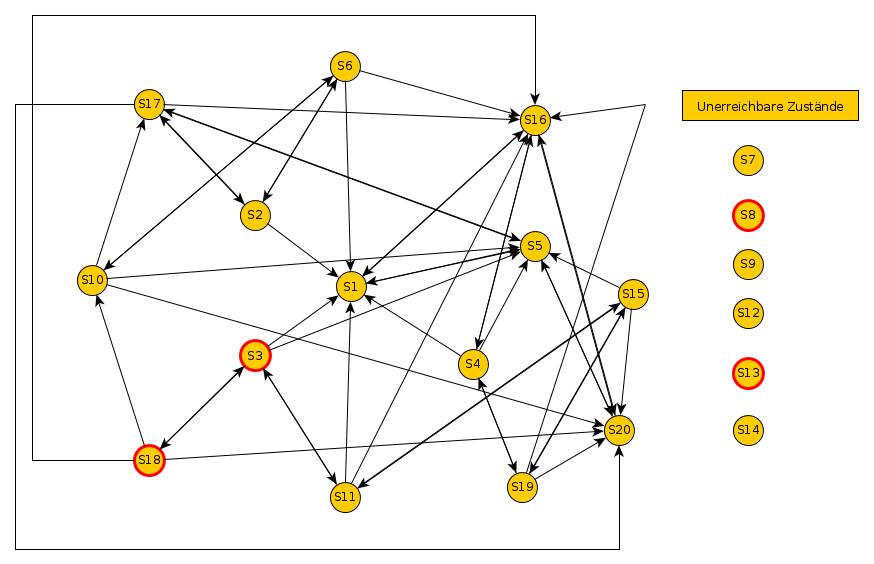 S6
S17
S16
Unerreichbare Zustände
S7
S2
S8
S5
S9
S10
S1
S15
S12
S3
S4
S13
S20
S14
S18
S19
S11